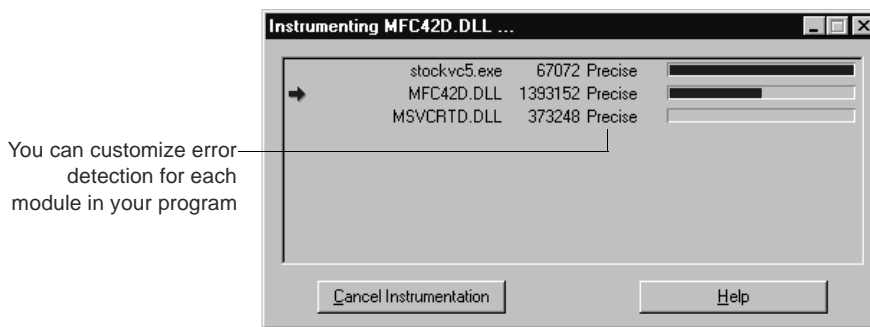 Instrumenting MFC42D.DLL ...
stockvc5.exe 67072 Precise
MFC42D.DLL 1393152 Precise
MSVCRTD.DLL 373248 Precise
You can customize error
detection for each
module in your program
Cancel Instrumentation
Help